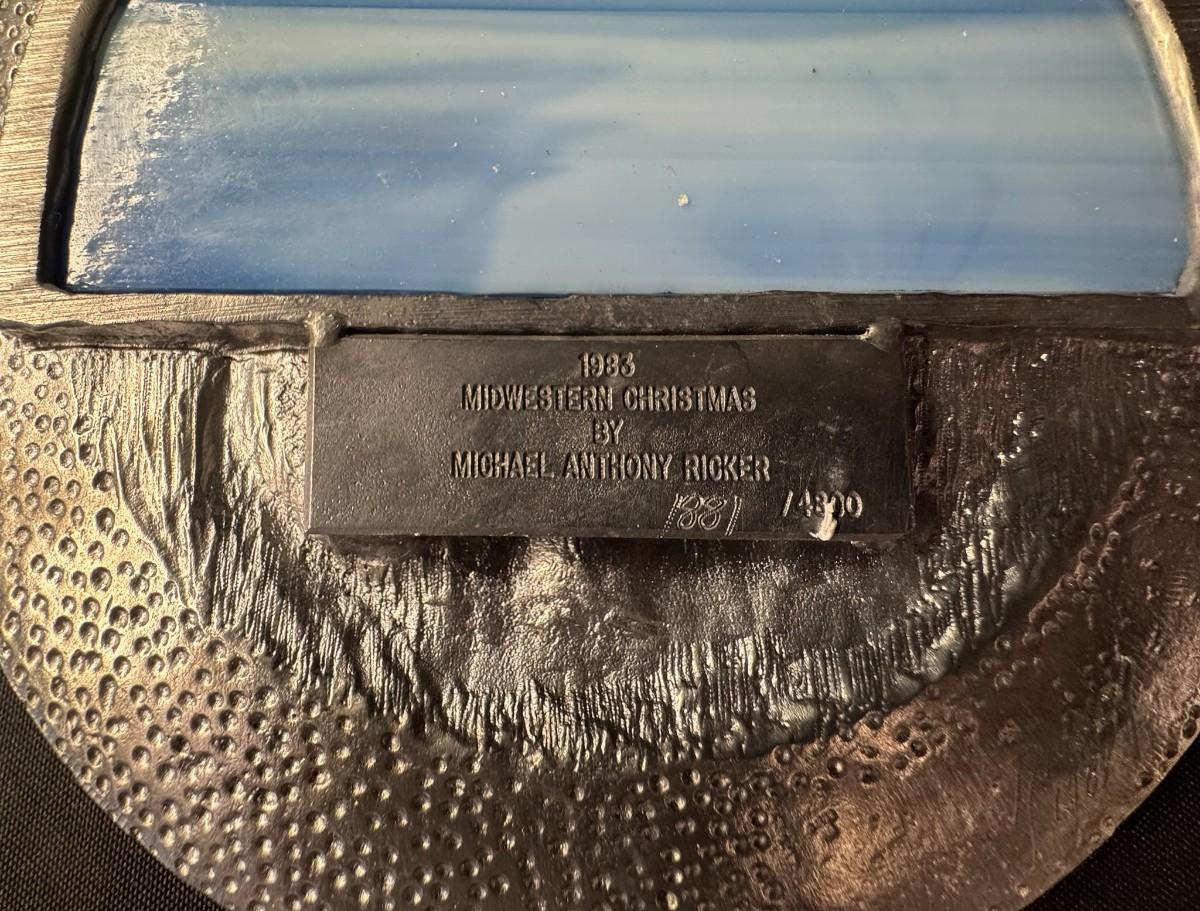 1983
MIDWESTERN CHRISTMAS
BY
MICHAEL ANTHONY RICKER
1881 /4800